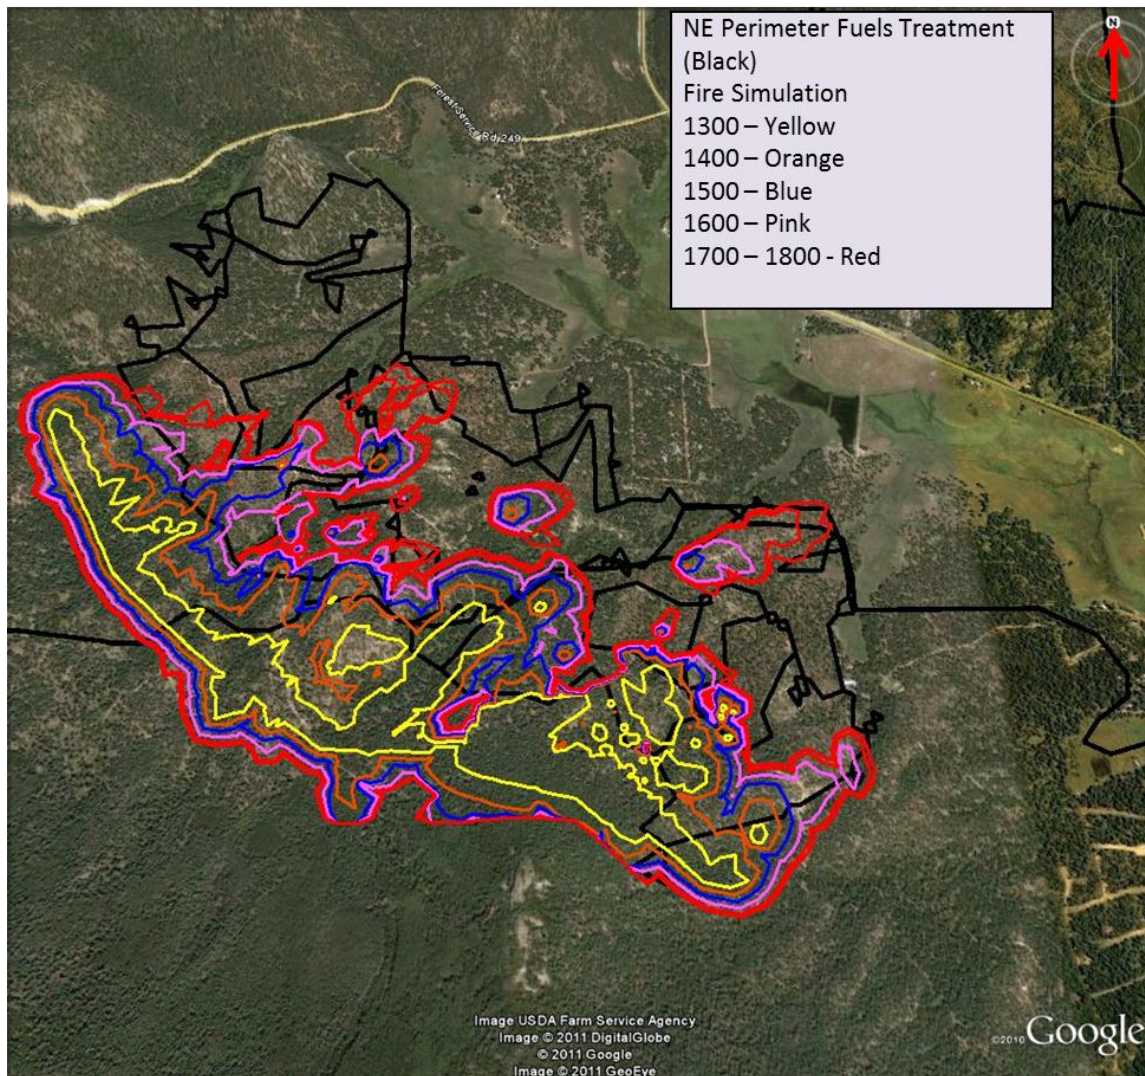 NE Perimeter Fuels Treatment
(Black)
Fire Simulation
1300 – Yellow
1400 – Orange
1500 – Blue
1600 – Pink
1700 – 1800 - Red
N
Forest Service Rd 249
Image USDA Farm Service Agency
Image © 2011 DigitalGlobe
© 2011 Google
Image © 2011 GeoEye
©2010 Google